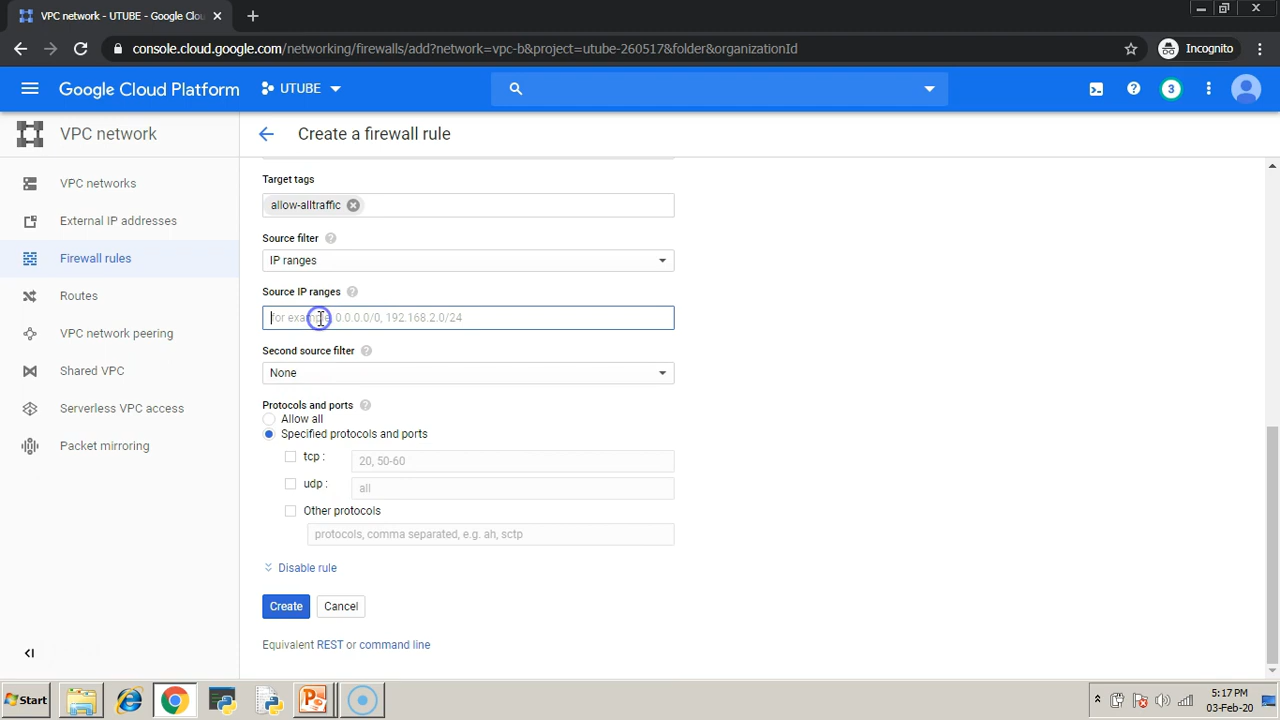 VPC network - UTUBE - Google Clo
console.cloud.google.com/networking/firewalls/add?network=vpc-b&project=utube-260517&folder&organizationId
Incognito
Google Cloud Platform
UTUBE
3
VPC network
Create a firewall rule
VPC networks
External IP addresses
Firewall rules
Routes
VPC network peering
Shared VPC
Serverless VPC access
Packet mirroring
Target tags
allow-alltraffic
Source filter
IP ranges
Source IP ranges
for example, 0.0.0.0/0, 192.168.2.0/24
Second source filter
None
Protocols and ports
Allow all
Specified protocols and ports
tcp : 20, 50-60
udp : all
Other protocols
protocols, comma separated, e.g. ah, sctp
Disable rule
Create Cancel
Equivalent REST or command line
Start
5:17 PM
03-Feb-20